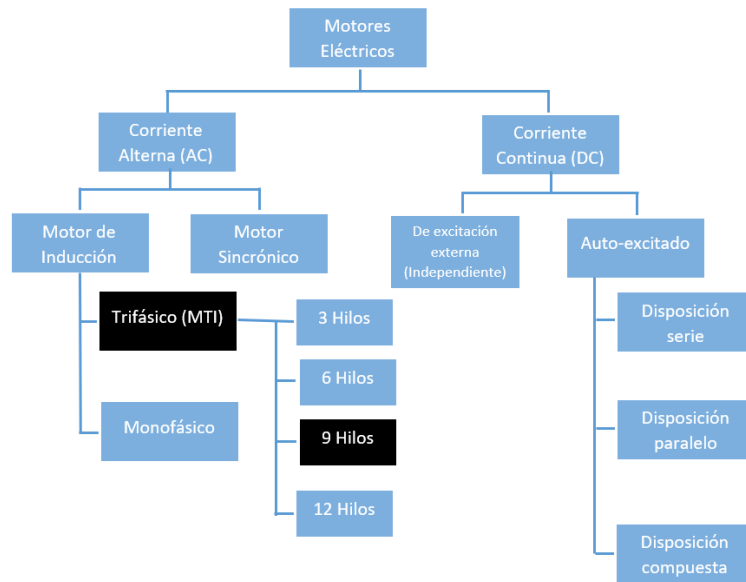 Motores
Eléctricos
Corriente
Alterna (AC)
Corriente
Continua (DC)
Motor de
Inducción
Motor
Sincrónico
De excitación
externa
(Independiente)
Auto-excitado
Trifásico (MTI)
3 Hilos
Disposición
serie
6 Hilos
Monofásico
9 Hilos
Disposición
paralelo
12 Hilos
Disposición
compuesta